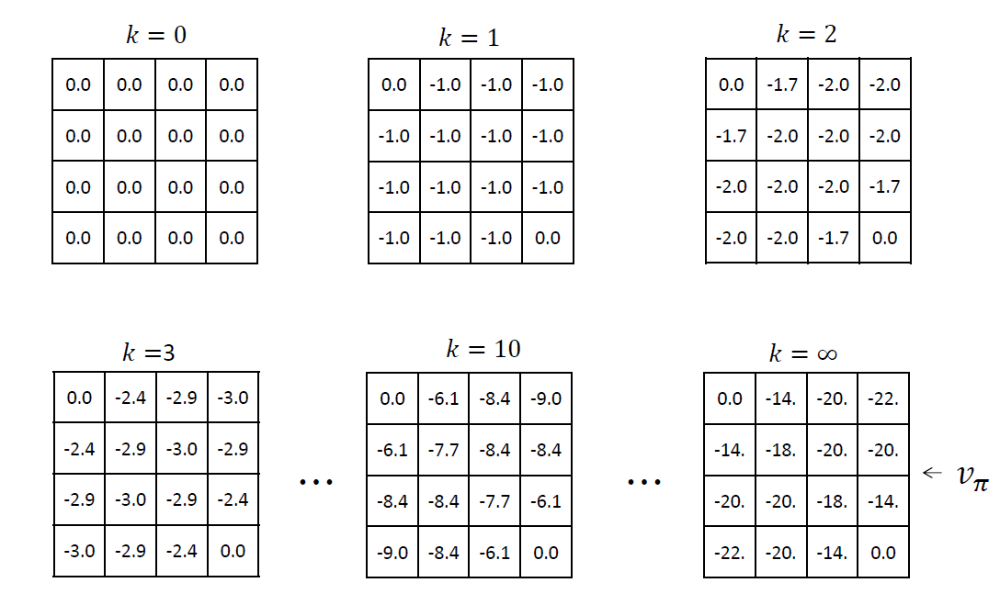 k = 0
k = 1
k = 2
0.0 0.0 0.0 0.0
0.0 0.0 0.0 0.0
0.0 0.0 0.0 0.0
0.0 0.0 0.0 0.0
0.0 -1.0 -1.0 -1.0
-1.0 -1.0 -1.0 -1.0
-1.0 -1.0 -1.0 -1.0
-1.0 -1.0 -1.0 0.0
0.0 -1.7 -2.0 -2.0
-1.7 -2.0 -2.0 -2.0
-2.0 -2.0 -2.0 -1.7
-2.0 -2.0 -1.7 0.0
k =3
k = 10
k = ∞
0.0 -2.4 -2.9 -3.0
-2.4 -2.9 -3.0 -2.9
-2.9 -3.0 -2.9 -2.4
-3.0 -2.9 -2.4 0.0
...
0.0 -6.1 -8.4 -9.0
-6.1 -7.7 -8.4 -8.4
-8.4 -8.4 -7.7 -6.1
-9.0 -8.4 -6.1 0.0
...
0.0 -14. -20. -22.
-14. -18. -20. -20.
-20. -20. -18. -14.
-22. -20. -14. 0.0
← vπ